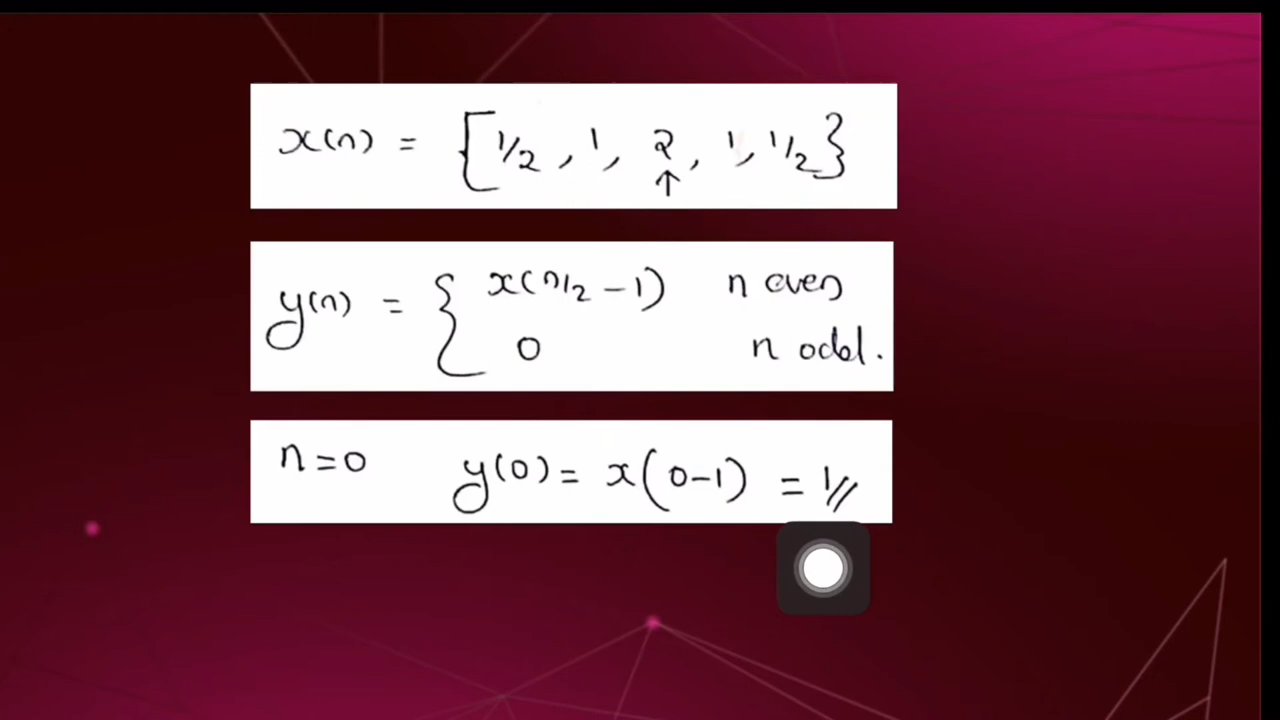 x(n) = {1/2, 1, 2, 1, 1/2}
↑
y(n) = { x(n/2 - 1) n even
0 n odd.
n=0 y(0) = x(0-1) = 1//